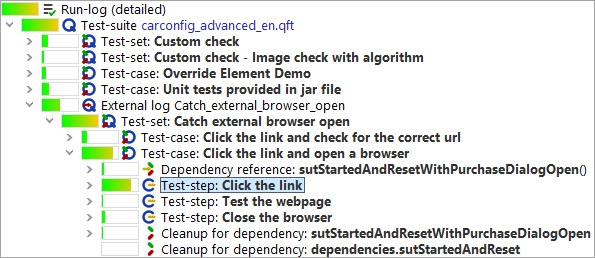 Run-log (detailed)
Test-suite carconfig_advanced_en.qft
Test-set: Custom check
Test-set: Custom check - Image check with algorithm
Test-case: Override Element Demo
Test-case: Unit tests provided in jar file
External log Catch_external_browser_open
Test-set: Catch external browser open
Test-case: Click the link and check for the correct url
Test-case: Click the link and open a browser
Dependency reference: sutStartedAndResetWithPurchaseDialogOpen()
Test-step: Click the link
Test-step: Test the webpage
Test-step: Close the browser
Cleanup for dependency: sutStartedAndResetWithPurchaseDialogOpen
Cleanup for dependency: dependencies.sutStartedAndReset